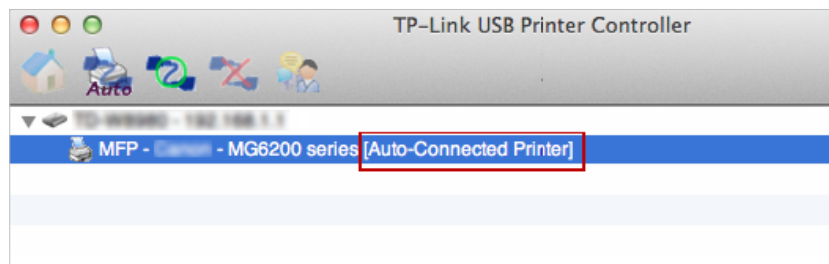 TP-Link USB Printer Controller
Auto
MFP - - MG6200 series [Auto-Connected Printer]